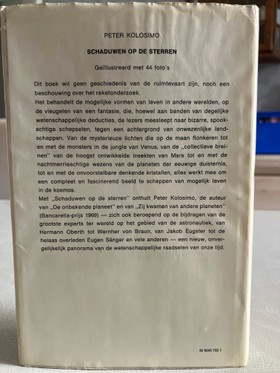 PETER KOLOSIMO
SCHADUWEN OP DE STERREN
Geïllustreerd met 44 foto's
Dit boek wil geen geschiedenis van de ruimtevaart zijn, noch een
beschouwing over het raketonderzoek.
Het behandelt de mogelijke vormen van leven in andere werelden, op
de vleugelen van een fantasie, die, hoewel aan banden van degelijke
wetenschappelijke deducties, de lezers meesleept naar bizarre, spook-
achtige schepselen, tegen een achtergrond van onwezenlijke land-
schappen. Van de mysterieuze lichten die op de maan flonkeren tot
en met de monsters in de jungle van Venus, van de „collectieve brei-
nen" van de hoogst ontwikkelde insekten van Mars tot en met de
nachtmerrieachtige wezens van de planeten der eeuwige duisternis,
tot en met de onvoorstelbare denkende kristallen, alles werkt mee om
een compleet en fascinerend beeld te scheppen van mogelijk leven
in de kosmos.
Met „Schaduwen op de sterren" onthult Peter Kolosimo, de auteur
van „De onbekende planeet" en van „Zij kwamen van andere planeten"
(Bancarella-prijs 1969) — zich ook beroepend op de bijdragen van de
grootste experts ter wereld op het gebied van de astronautiek, van
Hermann Oberth tot Wernher von Braun, van Jakob Eugster tot de
helaas overleden Eugen Sänger en vele anderen — een nieuw, onver-
gelijkelijk panorama van de wetenschappelijke raadselen van onze tijd.